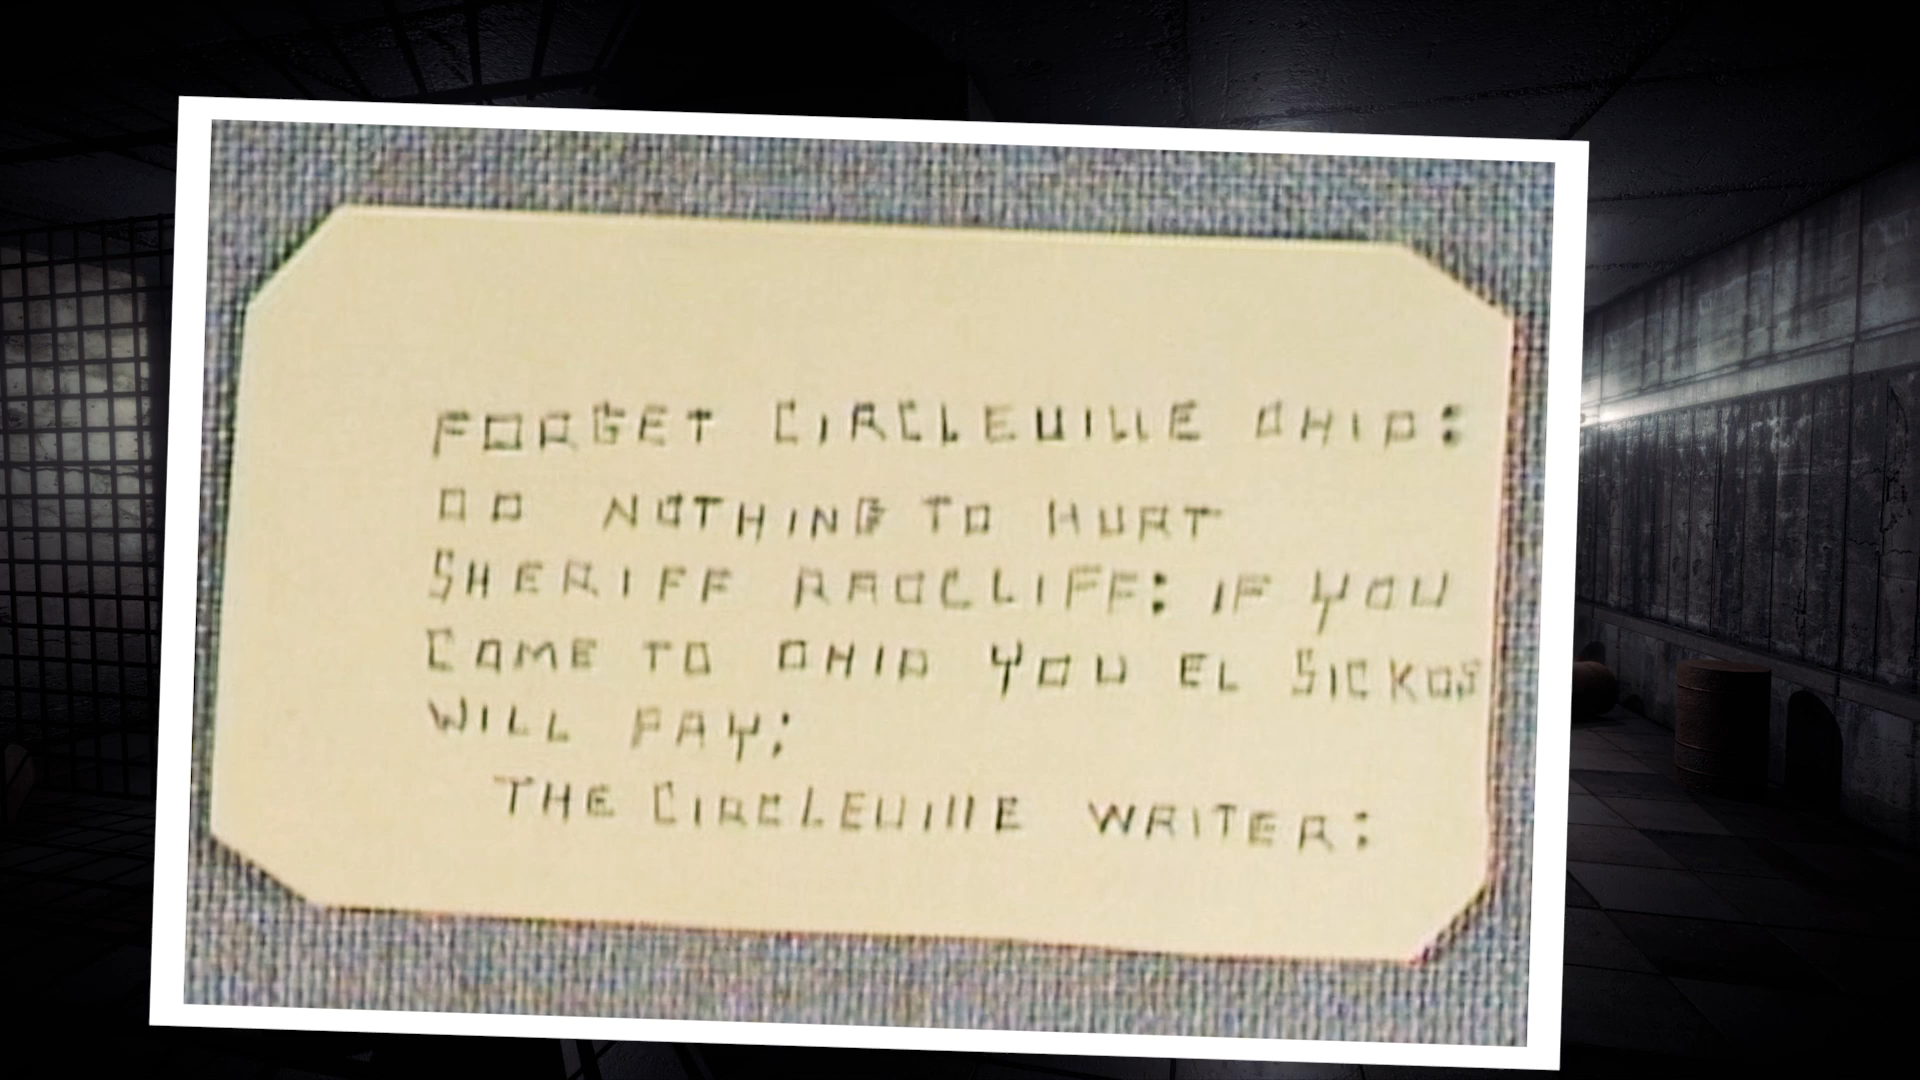 FORGET CIRCLEVILLE OHIO:
DO NOTHING TO HURT
SHERIFF RADCLIFF: IF YOU
COME TO OHIO YOU EL SICKOS
WILL PAY:
THE CIRCLEVILLE WRITER: